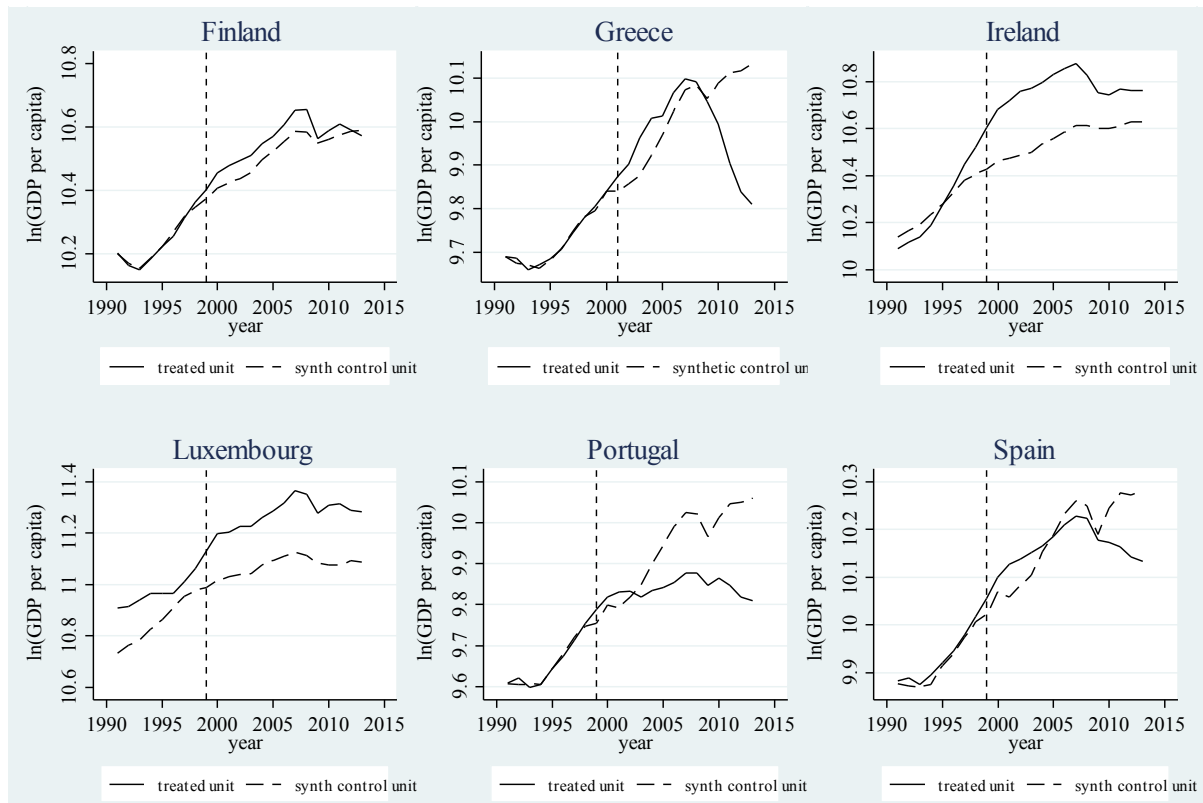 Finland
ln(GDP per capita)
10.8
10.6
10.4
10.2
1990 1995 2000 2005 2010 2015
year
treated unit synth control unit
Greece
ln(GDP per capita)
10.1
10
9.9
9.8
9.7
1990 1995 2000 2005 2010 2015
year
treated unit synthetic control un
Ireland
ln(GDP per capita)
10.8
10.6
10.4
10.2
10
1990 1995 2000 2005 2010 2015
year
treated unit synth control unit
Luxembourg
ln(GDP per capita)
11.4
11.2
11
10.8
10.6
1990 1995 2000 2005 2010 2015
year
treated unit synth control unit
Portugal
ln(GDP per capita)
10.1
10
9.9
9.8
9.7
9.6
1990 1995 2000 2005 2010 2015
year
treated unit synth control unit
Spain
ln(GDP per capita)
10.3
10.2
10.1
10
9.9
1990 1995 2000 2005 2010 2015
year
treated unit synth control unit